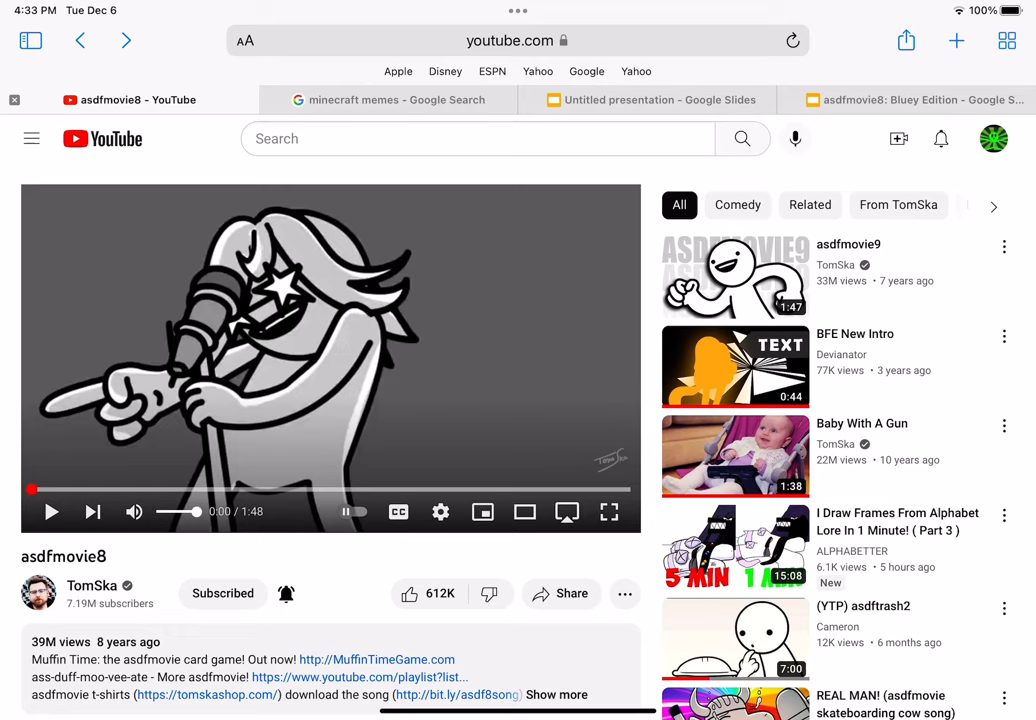 4:33 PM Tue Dec 6
100%
AA
youtube.com
Apple Disney ESPN Yahoo Google Yahoo
asdfmovie8 - YouTube
minecraft memes - Google Search
Untitled presentation - Google Slides
asdfmovie8: Bluey Edition - Google S...
YouTube
Search
TomSka
0:00 / 1:48
CC
asdfmovie8
TomSka
7.19M subscribers
Subscribed
612K
Share
39M views 8 years ago
Muffin Time: the asdfmovie card game! Out now! http://MuffinTimeGame.com
ass-duff-moo-vee-ate - More asdfmovie! https://www.youtube.com/playlist?list...
asdfmovie t-shirts (https://tomskashop.com/) download the song (http://bit.ly/asdf8song) Show more
All
Comedy
Related
From TomSka
asdfmovie9
TomSka
33M views • 7 years ago
1:47
TEXT
0:44
BFE New Intro
Devianator
77K views • 3 years ago
Baby With A Gun
TomSka
22M views • 10 years ago
1:38
I Draw Frames From Alphabet
Lore In 1 Minute! ( Part 3 )
ALPHABETTER
6.1K views • 5 hours ago
New
5 MIN
15:08
(YTP) asdftrash2
Cameron
12K views • 6 months ago
7:00
REAL MAN! (asdfmovie
skateboarding cow song)